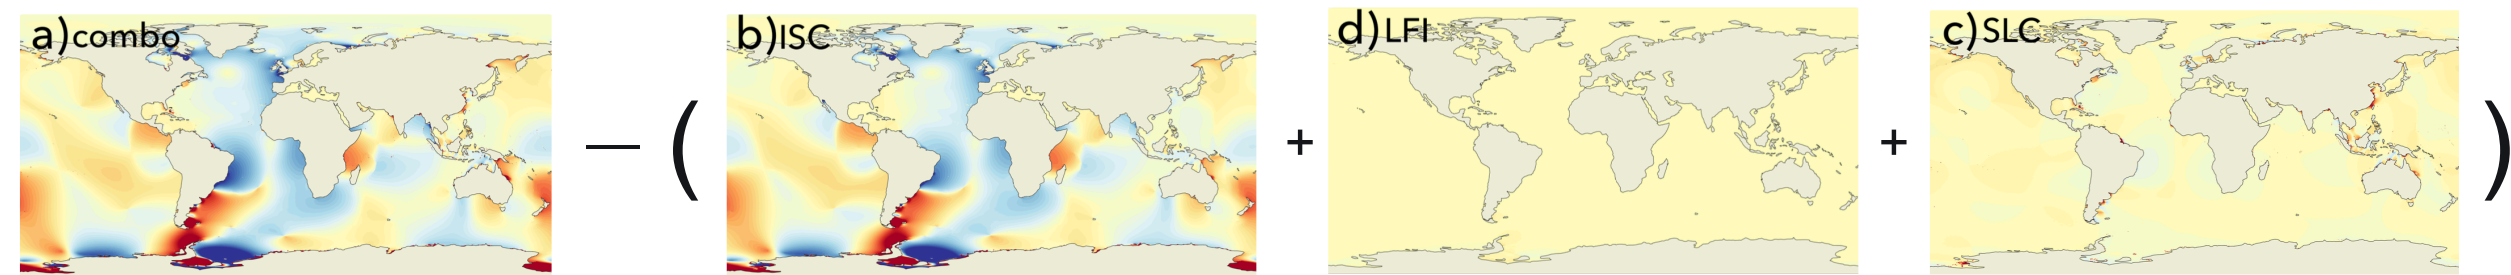 a)combo — ( b)ISC + d)LFI + c)SLC )